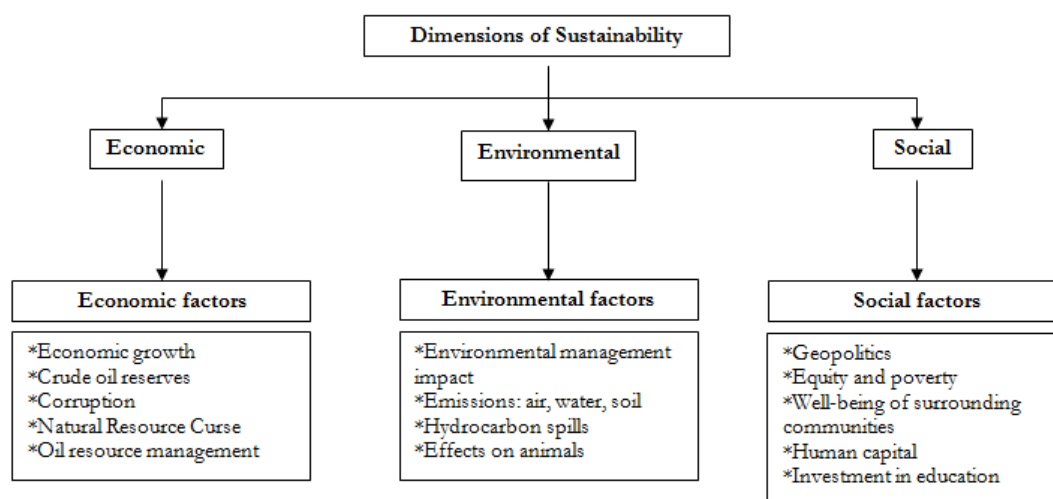 Dimensions of Sustainability
Economic
Environmental
Social
Economic factors
*Economic growth
*Crude oil reserves
*Corruption
*Natural Resource Curse
*Oil resource management
Environmental factors
*Environmental management
impact
*Emissions: air, water, soil
*Hydrocarbon spills
*Effects on animals
Social factors
*Geopolitics
*Equity and poverty
*Well-being of surrounding
communities
*Human capital
*Investment in education